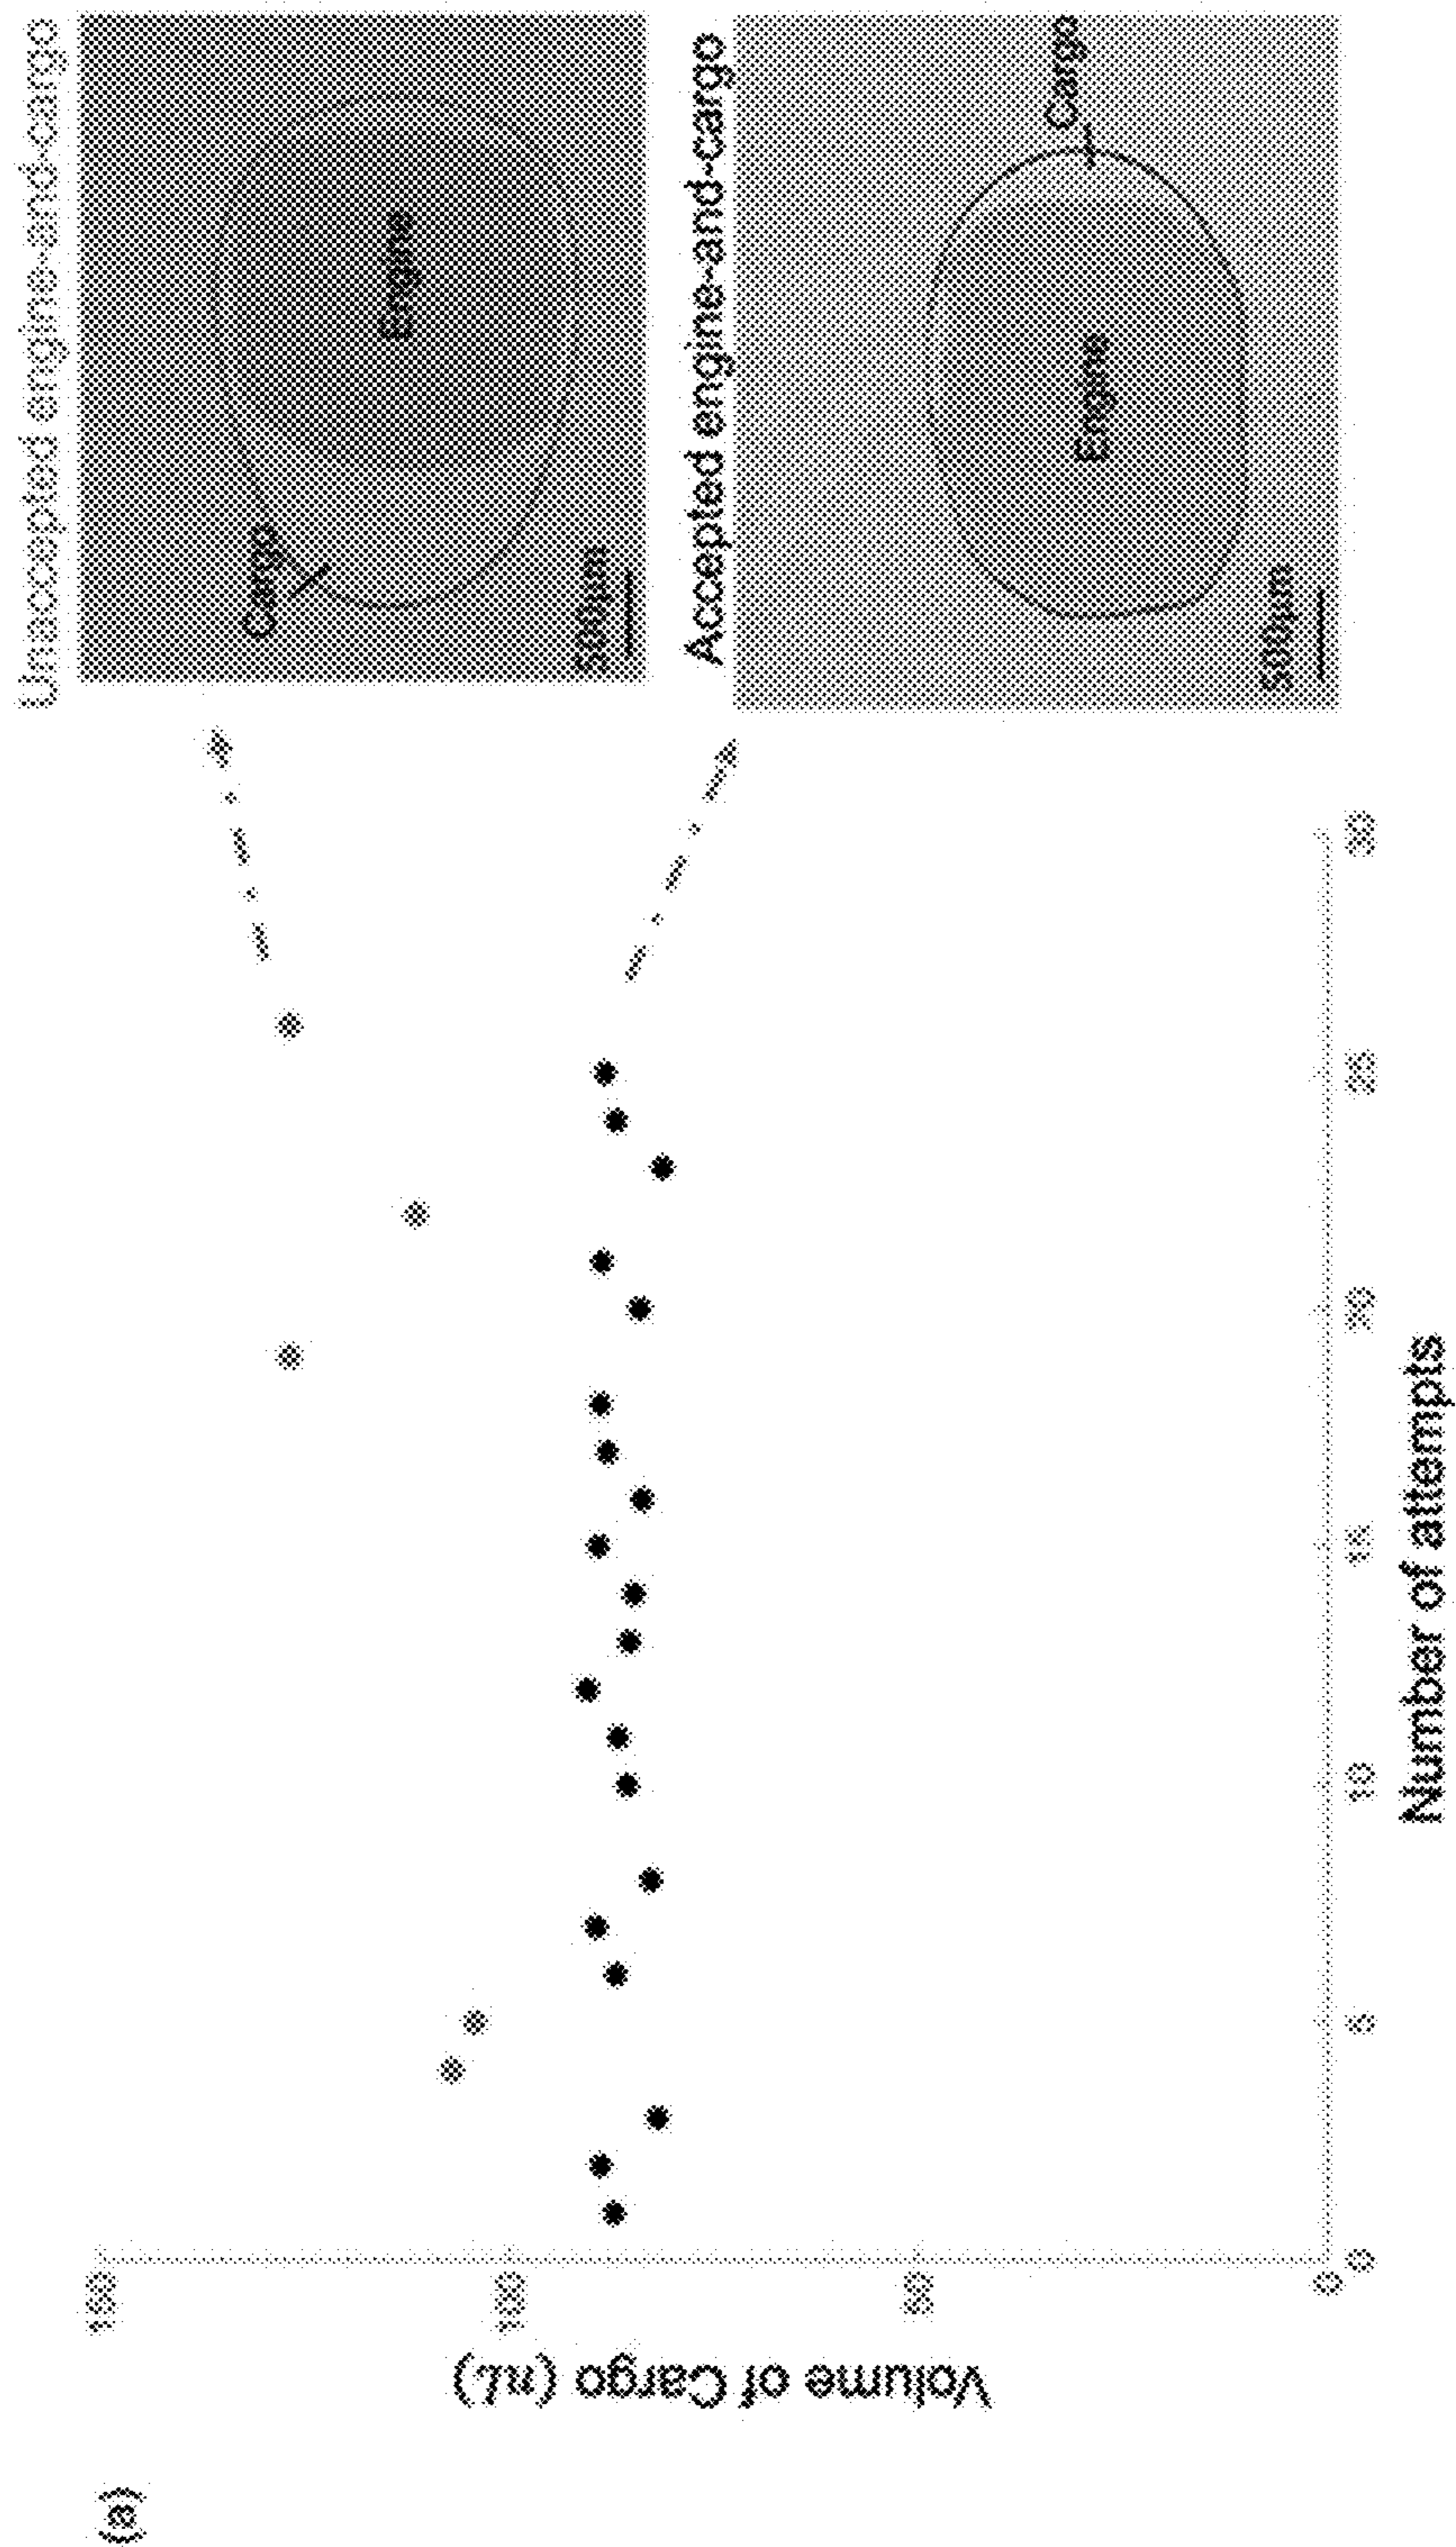 (a)
Volume of Cargo (nL)
150
100
50
0
0
5
10
15
20
25
30
Number of attempts
Unaccepted engine-and-cargo
Cargo
Engine
500µm
Accepted engine-and-cargo
Cargo
Engine
500µm